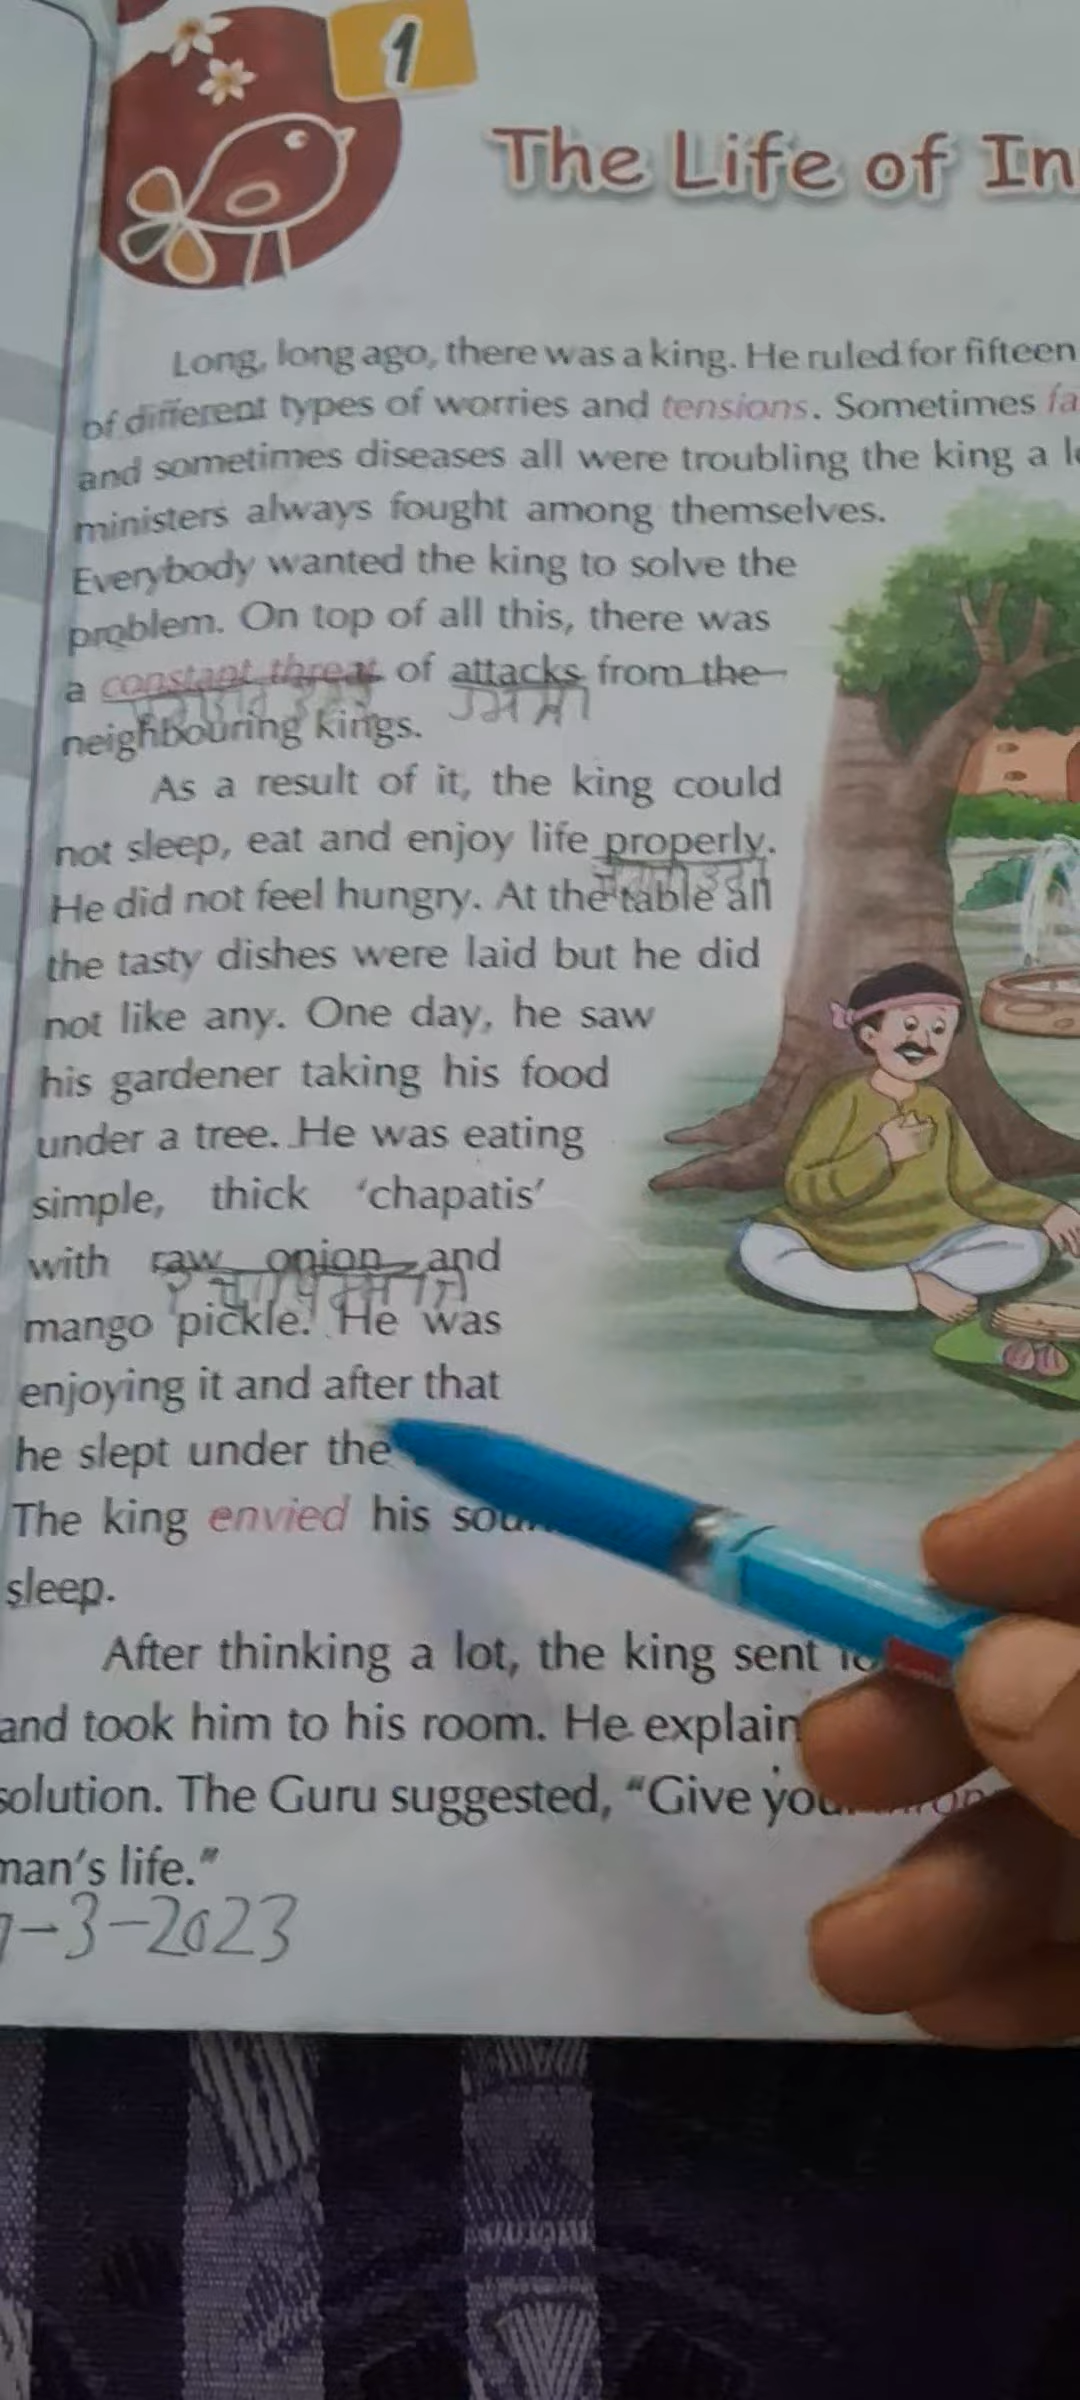 1
The Life of In
Long, long ago, there was a king. He ruled for fifteen
of different types of worries and tensions. Sometimes fa
and sometimes diseases all were troubling the king a
ministers always fought among themselves.
Everybody wanted the king to solve the
problem. On top of all this, there was
a constant threat of attacks from the
neighbouring kings.
As a result of it, the king could
not sleep, eat and enjoy life properly.
He did not feel hungry. At the table all
the tasty dishes were laid but he did
not like any. One day, he saw
his gardener taking his food
under a tree. He was eating
simple, thick ‘chapatis’
with raw onion and
mango pickle. He was
enjoying it and after that
he slept under the
The king envied his
sleep.
After thinking a lot, the king sent
and took him to his room. He explain
solution. The Guru suggested, “Give
man's life.”
-3-2023